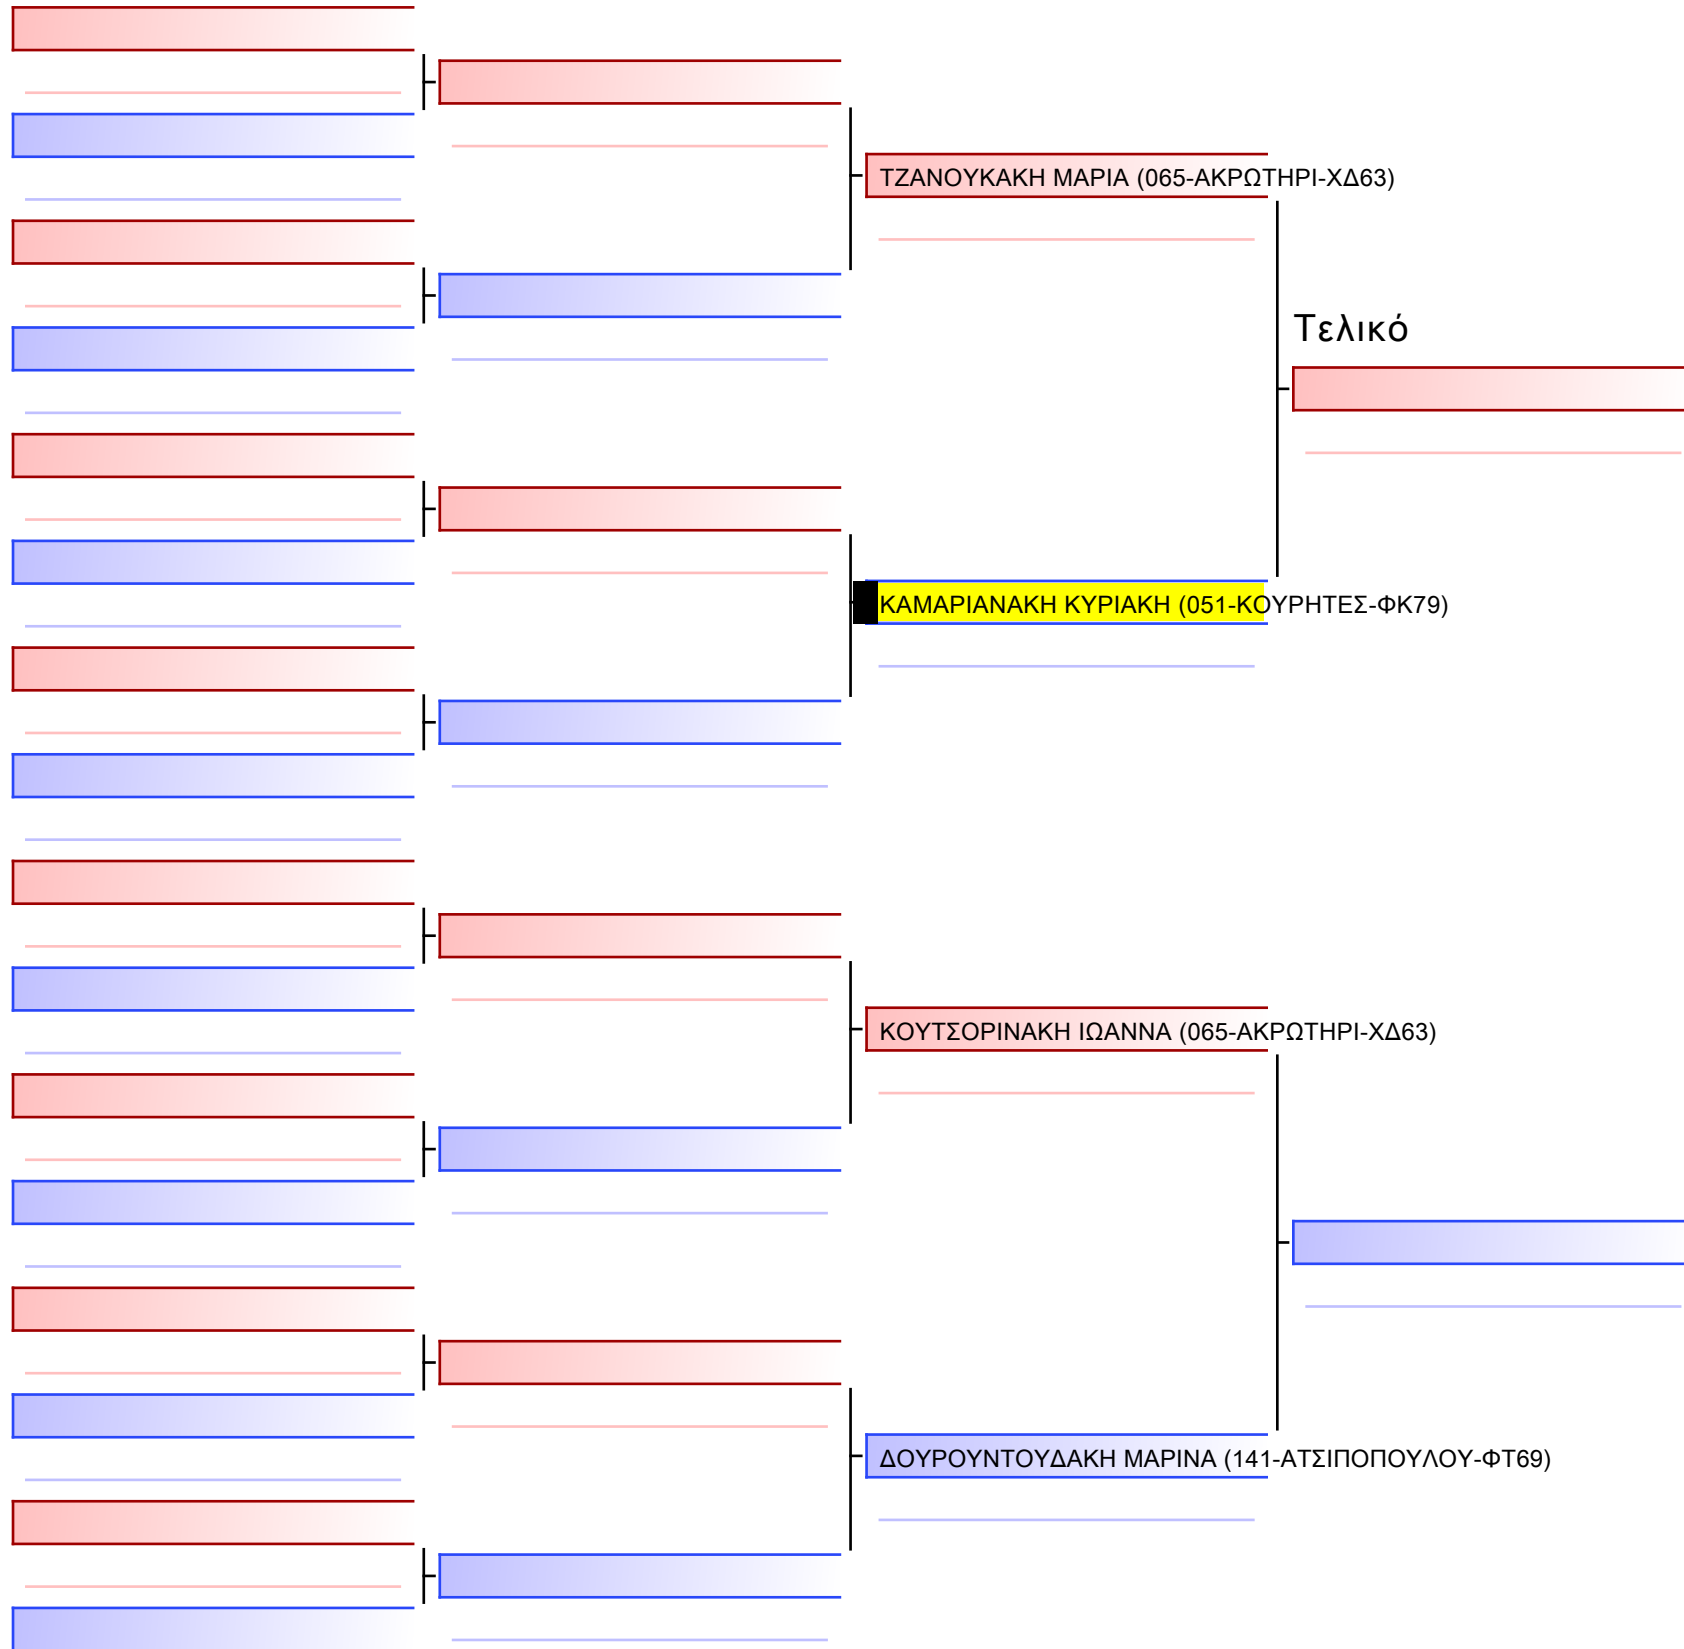 ΤΖΑΝΟΥΚΑΚΗ ΜΑΡΙΑ (065-ΑΚΡΩΤΗΡΙ-ΧΔ63)
Τελικό
ΚΑΜΑΡΙΑΝΑΚΗ ΚΥΡΙΑΚΗ (051-ΚΟΥΡΗΤΕΣ-ΦΚ79)
ΚΟΥΤΣΟΡΙΝΑΚΗ ΙΩΑΝΝΑ (065-ΑΚΡΩΤΗΡΙ-ΧΔ63)
ΔΟΥΡΟΥΝΤΟΥΔΑΚΗ ΜΑΡΙΝΑ (141-ΑΤΣΙΠΟΠΟΥΛΟΥ-ΦΤ69)